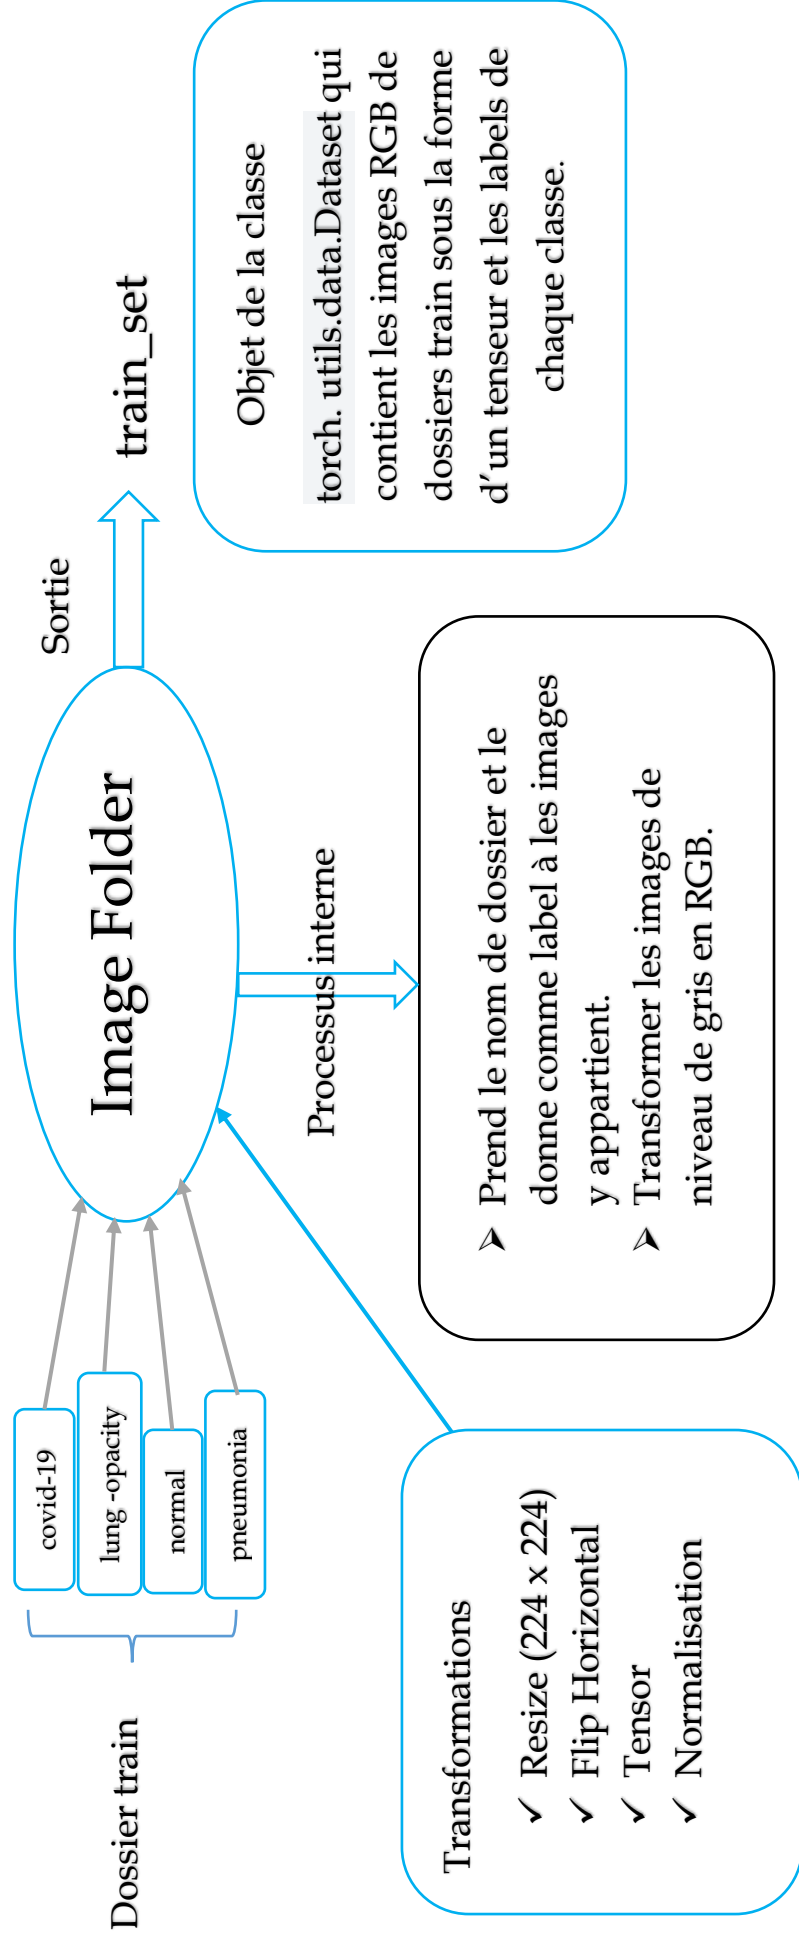 Dossier train
covid-19
lung -opacity
normal
pneumonia
Image Folder
Sortie
train_set
Objet de la classe
torch. utils.data.Dataset qui
contient les images RGB de
dossiers train sous la forme
d’un tenseur et les labels de
chaque classe.
Processus interne
➢ Prend le nom de dossier et le
donne comme label à les images
y appartient.
➢ Transformer les images de
niveau de gris en RGB.
Transformations
✓ Resize (224 x 224)
✓ Flip Horizontal
✓ Tensor
✓ Normalisation